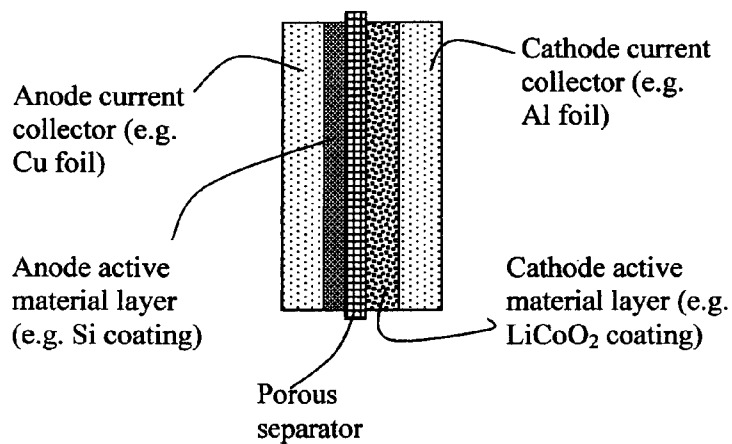 Anode current
collector (e.g.
Cu foil)
Cathode current
collector (e.g.
Al foil)
Anode active
material layer
(e.g. Si coating)
Cathode active
material layer (e.g.
LiCoO₂ coating)
Porous
separator